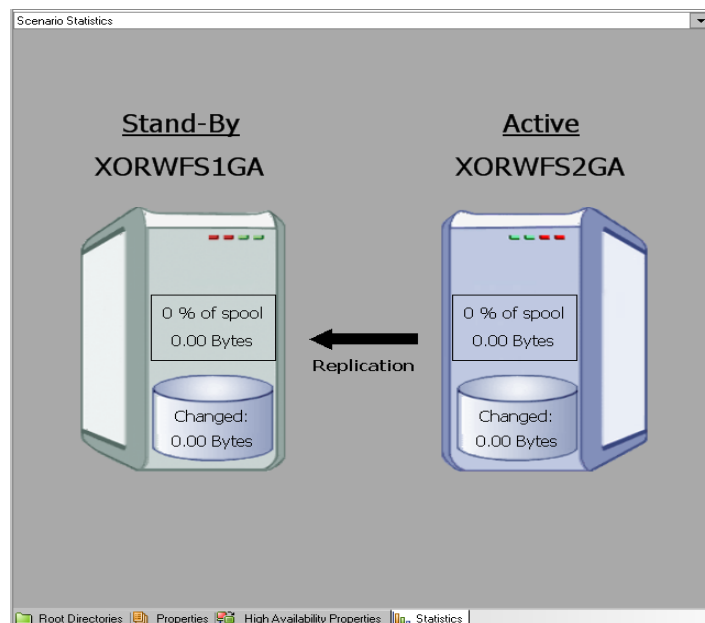 Scenario Statistics
Stand-By
XORWFS1GA
Active
XORWFS2GA
0 % of spool
0.00 Bytes
0 % of spool
0.00 Bytes
Replication
Changed:
0.00 Bytes
Changed:
0.00 Bytes
Root Directories
Properties
High Availability Properties
Statistics